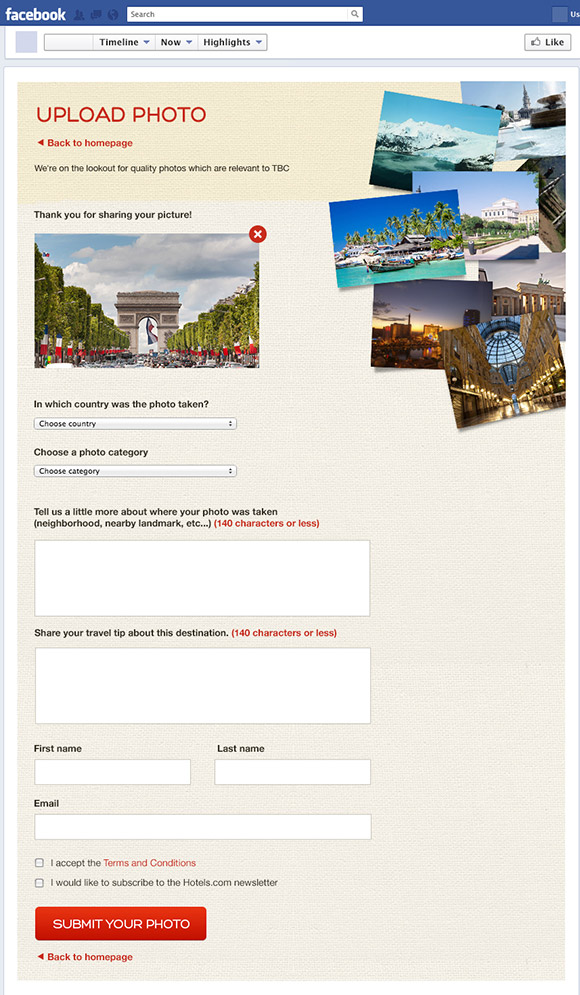 facebook
Search
Us
Timeline
Now
Highlights
Like
UPLOAD PHOTO
Back to homepage
We're on the lookout for quality photos which are relevant to TBC
Thank you for sharing your picture!
In which country was the photo taken?
Choose country
Choose a photo category
Choose category
Tell us a little more about where your photo was taken
(neighborhood, nearby landmark, etc...) (140 characters or less)
Share your travel tip about this destination. (140 characters or less)
First name
Last name
Email
I accept the Terms and Conditions
I would like to subscribe to the Hotels.com newsletter
SUBMIT YOUR PHOTO
Back to homepage